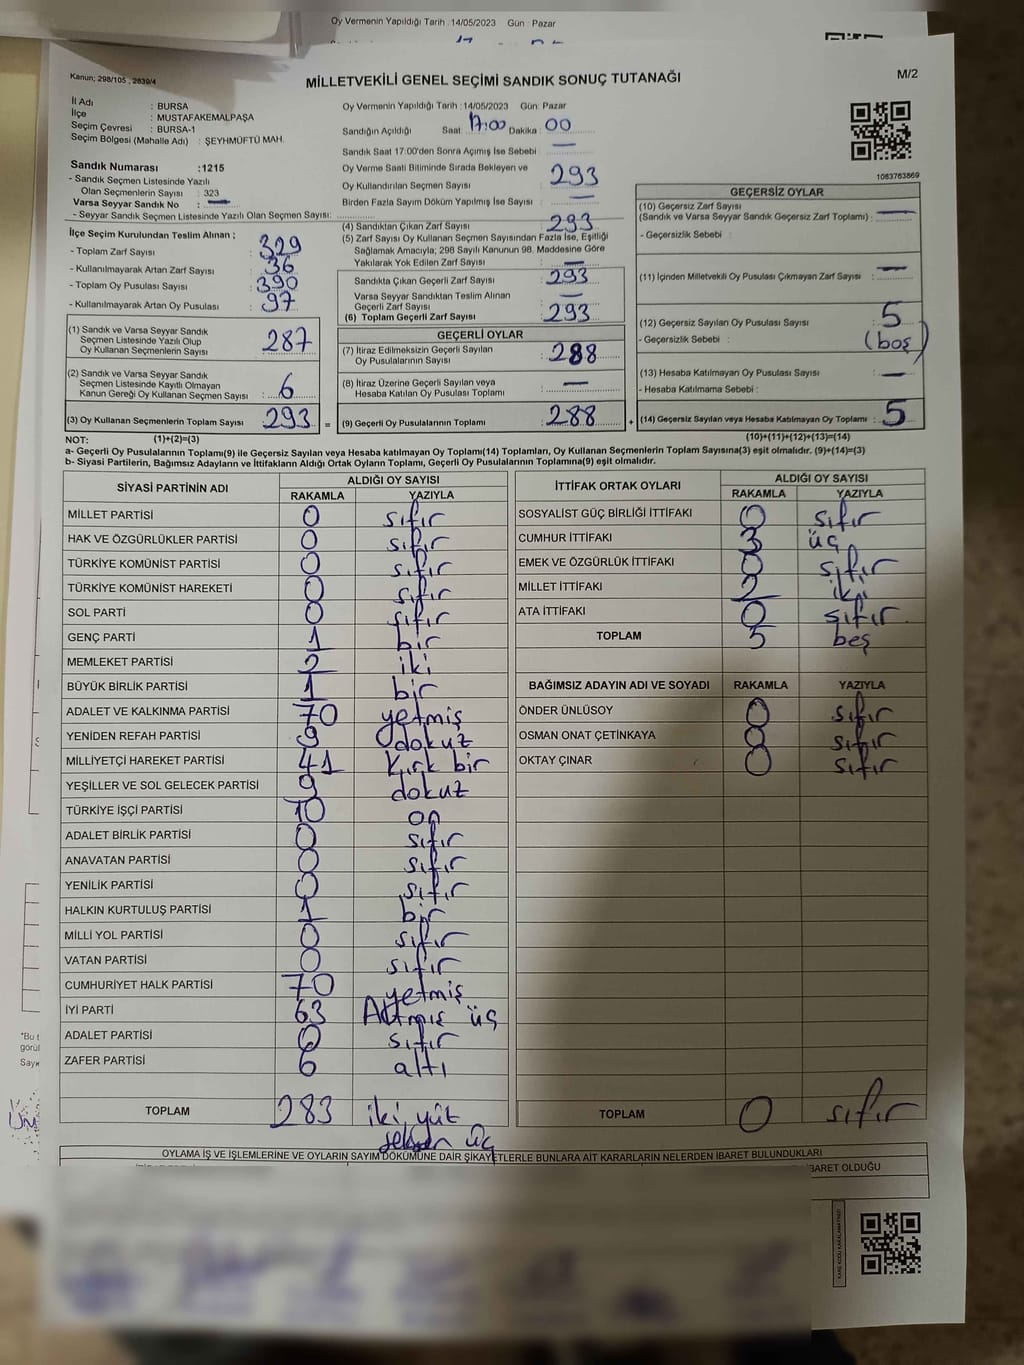 Oy Vermenin Yapıldığı Tarih : 14/05/2023 Gün : Pazar
Kanun; 298/105 , 2839/4
MİLLETVEKİLİ GENEL SEÇİMİ SANDIK SONUÇ TUTANAĞI
M/2
İl Adı : BURSA
İlçe : MUSTAFAKEMALPAŞA
Seçim Çevresi : BURSA-1
Seçim Bölgesi (Mahalle Adı) : ŞEYHMÜFTÜ MAH.
Sandık Numarası : 1215
- Sandık Seçmen Listesinde Yazılı
Olan Seçmenlerin Sayısı : 323
Varsa Seyyar Sandık No : —
- Seyyar Sandık Seçmen Listesinde Yazılı Olan Seçmen Sayısı:
Oy Vermenin Yapıldığı Tarih : 14/05/2023 Gün: Pazar
Sandığın Açıldığı Saat: 17:00 Dakika : 00
Sandık Saat 17:00'den Sonra Açımış İse Sebebi : —
Oy Verme Saati Bitiminde Sırada Bekleyen ve
Oy Kullandırılan Seçmen Sayısı : 293
Birden Fazla Sayım Döküm Yapılmış İse Sayısı : —
1083763869
İlçe Seçim Kurulundan Teslim Alınan ;
- Toplam Zarf Sayısı : 329
- Kullanılmayarak Artan Zarf Sayısı : 36
- Toplam Oy Pusulası Sayısı : 390
- Kullanılmayarak Artan Oy Pusulası : 97
(4) Sandıktan Çıkan Zarf Sayısı : 293
(5) Zarf Sayısı Oy Kullanan Seçmen Sayısından Fazla İse, Eşitliği
Sağlamak Amacıyla; 298 Sayılı Kanunun 98. Maddesine Göre
Yakılarak Yok Edilen Zarf Sayısı : —
Sandıkta Çıkan Geçerli Zarf Sayısı : 293
Varsa Seyyar Sandıktan Teslim Alınan
Geçerli Zarf Sayısı : —
(6) Toplam Geçerli Zarf Sayısı : 293
GEÇERSİZ OYLAR
(10) Geçersiz Zarf Sayısı
(Sandık ve Varsa Seyyar Sandık Geçersiz Zarf Toplamı) : —
- Geçersizlik Sebebi :
(11) İçinden Milletvekili Oy Pusulası Çıkmayan Zarf Sayısı : —
(12) Geçersiz Sayılan Oy Pusulası Sayısı : 5
- Geçersizlik Sebebi : (boş)
(13) Hesaba Katılmayan Oy Pusulası Sayısı : —
- Hesaba Katılmama Sebebi :
(14) Geçersiz Sayılan veya Hesaba Katılmayan Oy Toplamı : 5
(1) Sandık ve Varsa Seyyar Sandık
Seçmen Listesinde Yazılı Olup
Oy Kullanan Seçmenlerin Sayısı : 287
(2) Sandık ve Varsa Seyyar Sandık
Seçmen Listesinde Kayıtlı Olmayan
Kanun Gereği Oy Kullanan Seçmen Sayısı : 6
(3) Oy Kullanan Seçmenlerin Toplam Sayısı : 293 =
GEÇERLİ OYLAR
(7) İtiraz Edilmeksizin Geçerli Sayılan
Oy Pusulalarının Sayısı : 288
(8) İtiraz Üzerine Geçerli Sayılan veya
Hesaba Katılan Oy Pusulası Toplamı : —
(9) Geçerli Oy Pusulalarının Toplamı : 288 +
NOT: (1)+(2)=(3) (10)+(11)+(12)+(13)=(14)
a- Geçerli Oy Pusulalarının Toplamı(9) ile Geçersiz Sayılan veya Hesaba katılmayan Oy Toplamı(14) Toplamları, Oy Kullanan Seçmenlerin Toplam Sayısına(3) eşit olmalıdır. (9)+(14)=(3)
b- Siyasi Partilerin, Bağımsız Adayların ve İttifakların Aldığı Ortak Oyların Toplamı, Geçerli Oy Pusulalarının Toplamına(9) eşit olmalıdır.
SİYASİ PARTİNİN ADI ALDIĞI OY SAYISI
RAKAMLA YAZIYLA
MİLLET PARTİSİ 0 sıfır
HAK VE ÖZGÜRLÜKLER PARTİSİ 0 sıfır
TÜRKİYE KOMÜNİST PARTİSİ 0 sıfır
TÜRKİYE KOMÜNİST HAREKETİ 0 sıfır
SOL PARTİ 0 sıfır
GENÇ PARTİ 1 bir
MEMLEKET PARTİSİ 2 iki
BÜYÜK BİRLİK PARTİSİ 1 bir
ADALET VE KALKINMA PARTİSİ 70 yetmiş
YENİDEN REFAH PARTİSİ 9 dokuz
MİLLİYETÇİ HAREKET PARTİSİ 41 Kırk bir
YEŞİLLER VE SOL GELECEK PARTİSİ 9 dokuz
TÜRKİYE İŞÇİ PARTİSİ 10 on
ADALET BİRLİK PARTİSİ 0 sıfır
ANAVATAN PARTİSİ 0 sıfır
YENİLİK PARTİSİ 0 sıfır
HALKIN KURTULUŞ PARTİSİ 1 bir
MİLLİ YOL PARTİSİ 0 sıfır
VATAN PARTİSİ 0 sıfır
CUMHURİYET HALK PARTİSİ 70 yetmiş
İYİ PARTİ 63 Altmış üç
ADALET PARTİSİ 0 sıfır
ZAFER PARTİSİ 6 altı
TOPLAM 283 iki yüt
seksen üç
İTTİFAK ORTAK OYLARI ALDIĞI OY SAYISI
RAKAMLA YAZIYLA
SOSYALİST GÜÇ BİRLİĞİ İTTİFAKI 0 sıfır
CUMHUR İTTİFAKI 3 üç
EMEK VE ÖZGÜRLÜK İTTİFAKI 0 sıfır
MİLLET İTTİFAKI 2 iki
ATA İTTİFAKI 0 sıfır
TOPLAM 5 beş
BAĞIMSIZ ADAYIN ADI VE SOYADI RAKAMLA YAZIYLA
ÖNDER ÜNLÜSOY 0 sıfır
OSMAN ONAT ÇETİNKAYA 0 sıfır
OKTAY ÇINAR 0 sıfır
TOPLAM 0 sıfır
OYLAMA İŞ VE İŞLEMLERİNE VE OYLARIN SAYIM DÖKÜMÜNE DAİR ŞİKAYETLERLE BUNLARA AİT KARARLARIN NELERDEN İBARET BULUNDUKLARI
İBARET OLDUĞU